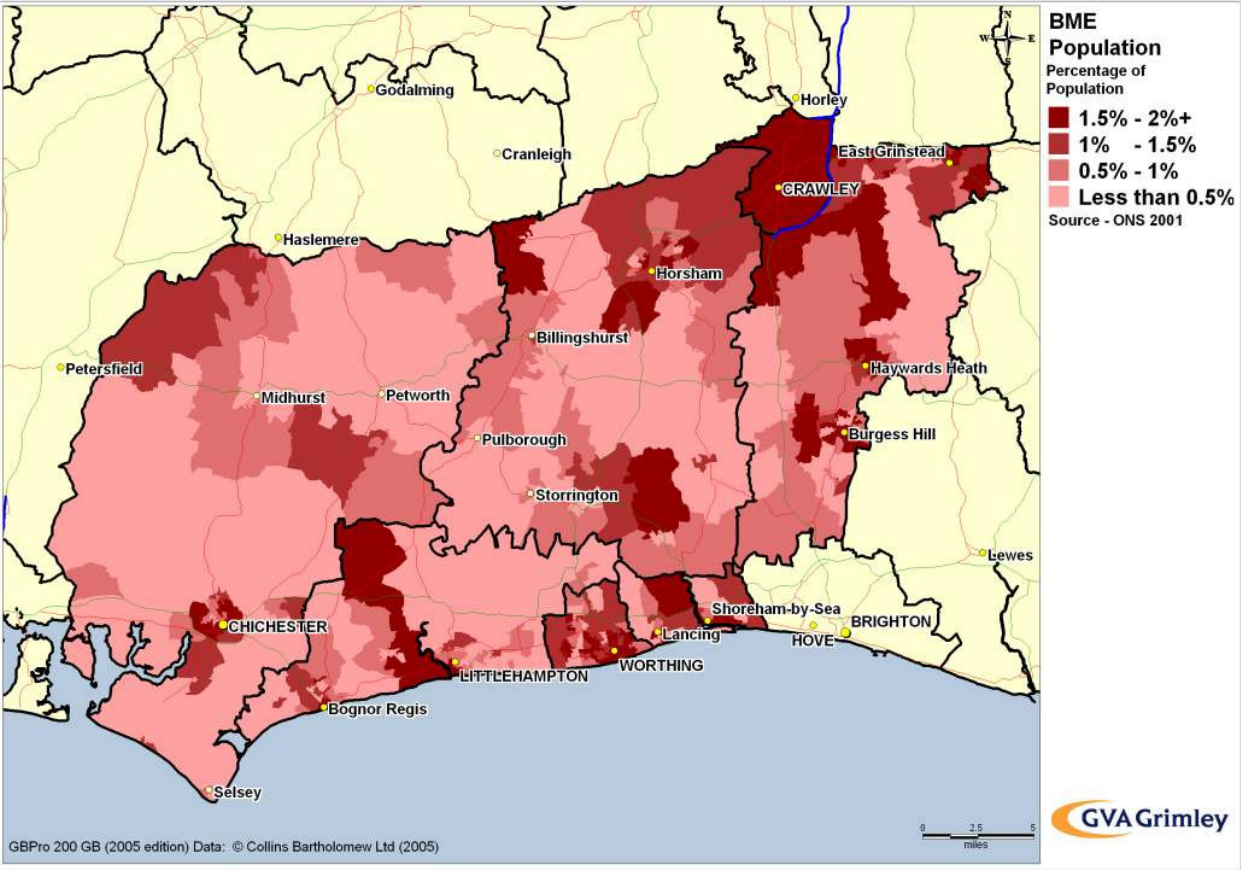 BME
Population
Percentage of
Population
1.5% - 2%+
1% - 1.5%
0.5% - 1%
Less than 0.5%
Source - ONS 2001
N
W E
S
Godalming
Horley
Cranleigh
East Grinstead
CRAWLEY
Haslemere
Horsham
Billingshurst
Petersfield
Haywards Heath
Midhurst
Petworth
Pulborough
Burgess Hill
Storrington
Lewes
Shoreham-by-Sea
CHICHESTER
BRIGHTON
Lancing
HOVE
WORTHING
LITTLEHAMPTON
Bognor Regis
Selsey
GVA Grimley
0 2.5 5
miles
GBPro 200 GB (2005 edition) Data: © Collins Bartholomew Ltd (2005)